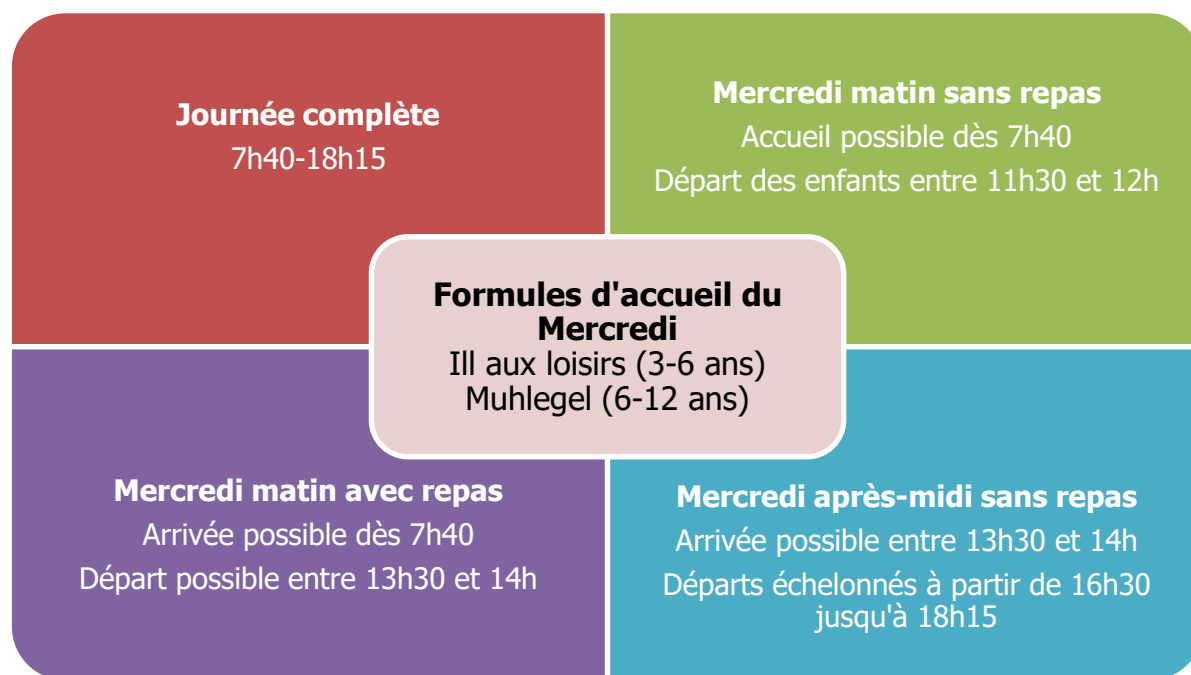 Journée complète
7h40-18h15
Mercredi matin sans repas
Accueil possible dès 7h40
Départ des enfants entre 11h30 et 12h
Formules d'accueil du
Mercredi
Ill aux loisirs (3-6 ans)
Muhlegel (6-12 ans)
Mercredi matin avec repas
Arrivée possible dès 7h40
Départ possible entre 13h30 et 14h
Mercredi après-midi sans repas
Arrivée possible entre 13h30 et 14h
Départs échelonnés à partir de 16h30
jusqu'à 18h15